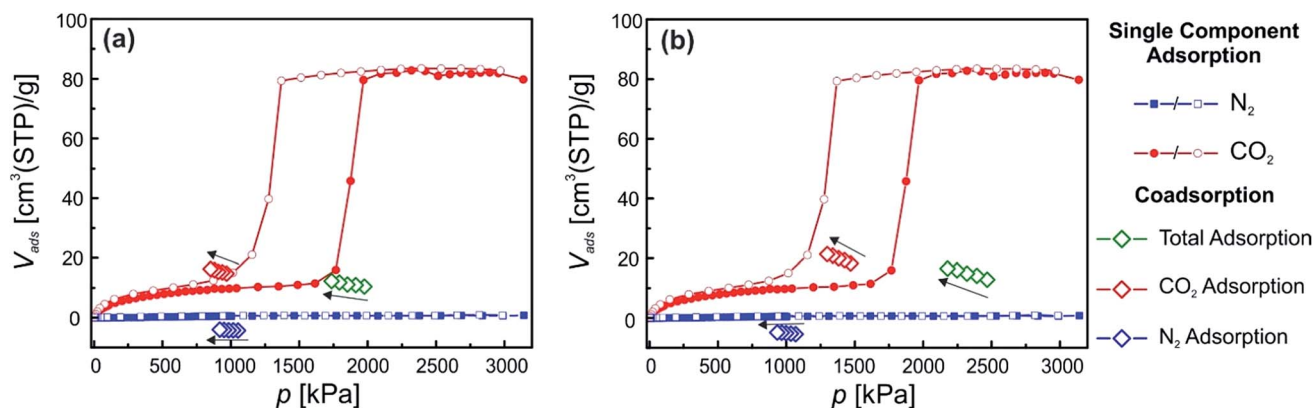 (a)
100
80
60
40
20
0
V_ads [cm³(STP)/g]
0 500 1000 1500 2000 2500 3000
p [kPa]
(b)
100
80
60
40
20
0
V_ads [cm³(STP)/g]
0 500 1000 1500 2000 2500 3000
p [kPa]
Single Component
Adsorption
/ N₂
/ CO₂
Coadsorption
Total Adsorption
CO₂ Adsorption
N₂ Adsorption